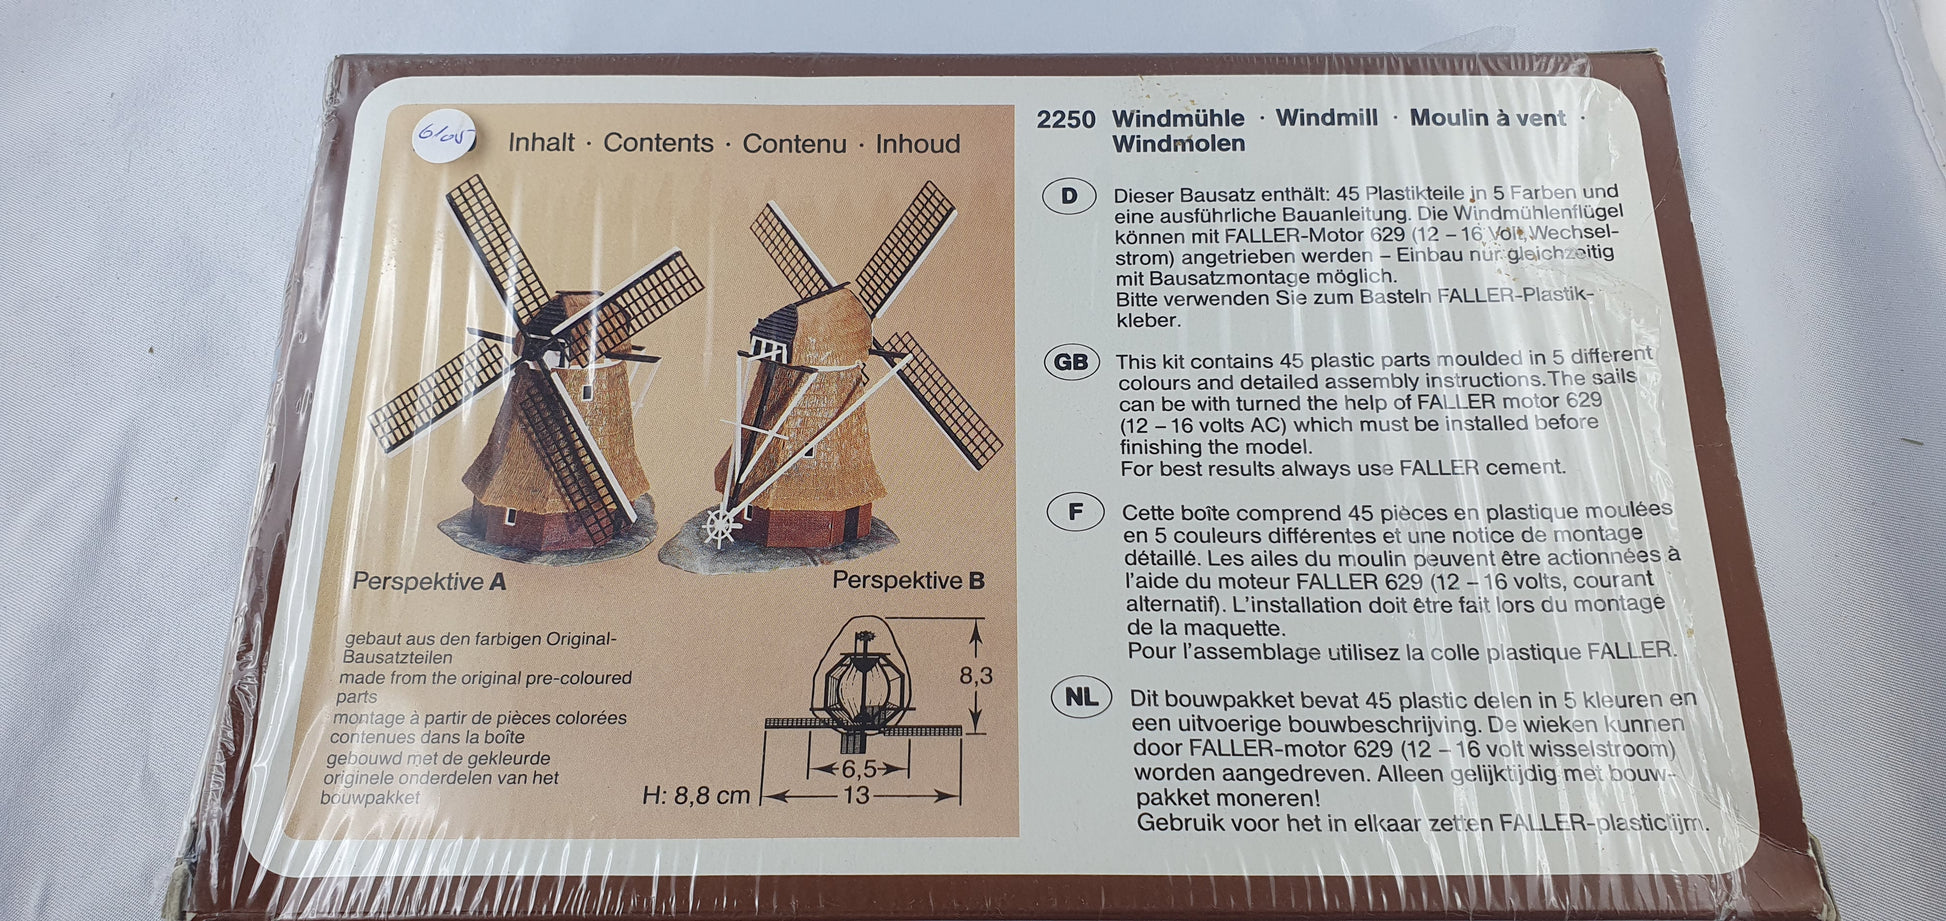 Inhalt · Contents · Contenu · Inhoud
Perspektive A
Perspektive B
gebaut aus den farbigen Original-
Bausatzteilen
made from the original pre-coloured
parts
montage à partir de pièces colorées
contenues dans la boîte
gebouwd met de gekleurde
originele onderdelen van het
bouwpakket
8,3
6,5
H: 8,8 cm
13
2250 Windmühle · Windmill · Moulin à vent ·
Windmolen
D
Dieser Bausatz enthält: 45 Plastikteile in 5 Farben und
eine ausführliche Bauanleitung. Die Windmühlenflügel
können mit FALLER-Motor 629 (12 – 16 Volt, Wechsel-
strom) angetrieben werden – Einbau nur gleichzeitig
mit Bausatzmontage möglich.
Bitte verwenden Sie zum Basteln FALLER-Plastik-
kleber.
GB
This kit contains 45 plastic parts moulded in 5 different
colours and detailed assembly instructions. The sails
can be with turned the help of FALLER motor 629
(12 – 16 volts AC) which must be installed before
finishing the model.
For best results always use FALLER cement.
F
Cette boîte comprend 45 pièces en plastique moulées
en 5 couleurs différentes et une notice de montage
détaillé. Les ailes du moulin peuvent être actionnées à
l'aide du moteur FALLER 629 (12 – 16 volts, courant
alternatif). L'installation doit être fait lors du montage
de la maquette.
Pour l'assemblage utilisez la colle plastique FALLER.
NL
Dit bouwpakket bevat 45 plastic delen in 5 kleuren en
een uitvoerige bouwbeschrijving. De wieken kunnen
door FALLER-motor 629 (12 – 16 volt wisselstroom)
worden aangedreven. Alleen gelijktijdig met bouw-
pakket moneren!
Gebruik voor het in elkaar zetten FALLER-plasticlijm.